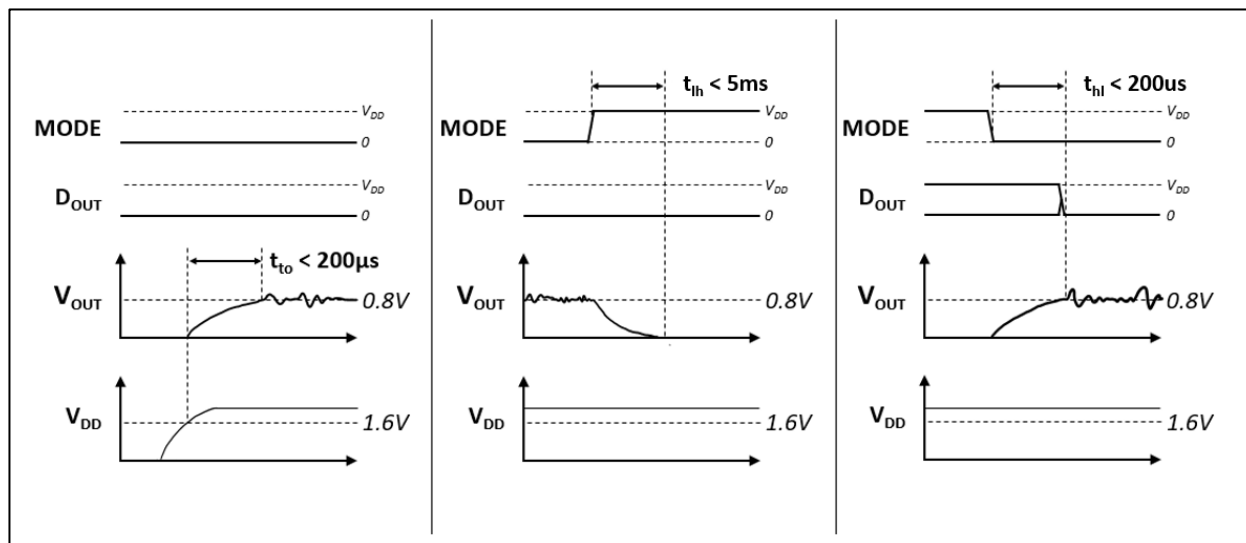 MODE
V_DD
0
D_OUT
V_DD
0
t_to < 200µs
V_OUT
0.8V
V_DD
1.6V
t_lh < 5ms
MODE
V_DD
0
D_OUT
V_DD
0
V_OUT
0.8V
V_DD
1.6V
t_hl < 200us
MODE
V_DD
0
D_OUT
V_DD
0
V_OUT
0.8V
V_DD
1.6V